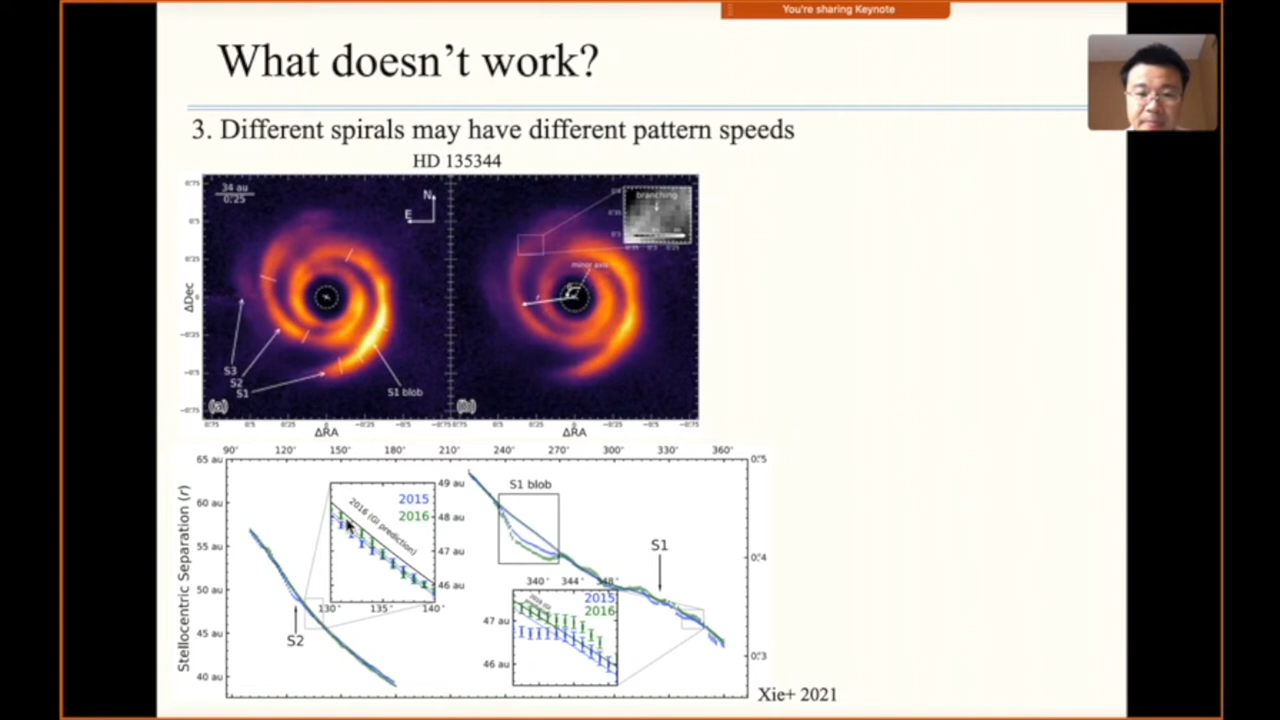 You're sharing Keynote
What doesn't work?
3. Different spirals may have different pattern speeds
HD 135344
34 au
0."25
N
E
S3
S2
S1
S1 blob
(a)
branching
minor axis
r
(b)
ΔDec
ΔRA
ΔRA
90° 120° 150° 180° 210° 240° 270° 300° 330° 360°
65 au
60 au
55 au
50 au
45 au
40 au
Stellocentric Separation (r)
2015
2016
2016 (GI prediction)
49 au
48 au
47 au
46 au
130° 135° 140°
S2
S1 blob
S1
340° 344° 348°
2015
2016
47 au
46 au
0."5
0."4
0."3
Xie+ 2021